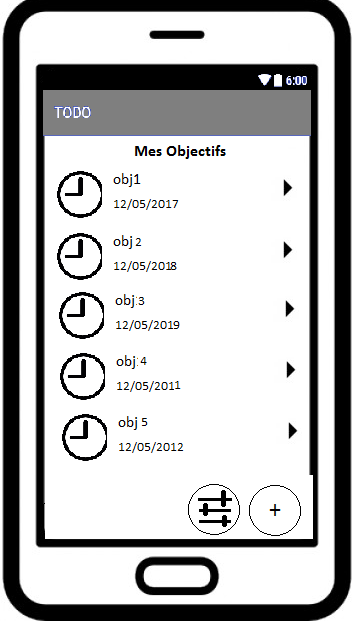 6:00
TODO
Mes Objectifs
obj1
12/05/2017
obj 2
12/05/2018
obj 3
12/05/2019
obj 4
12/05/2011
obj 5
12/05/2012
+